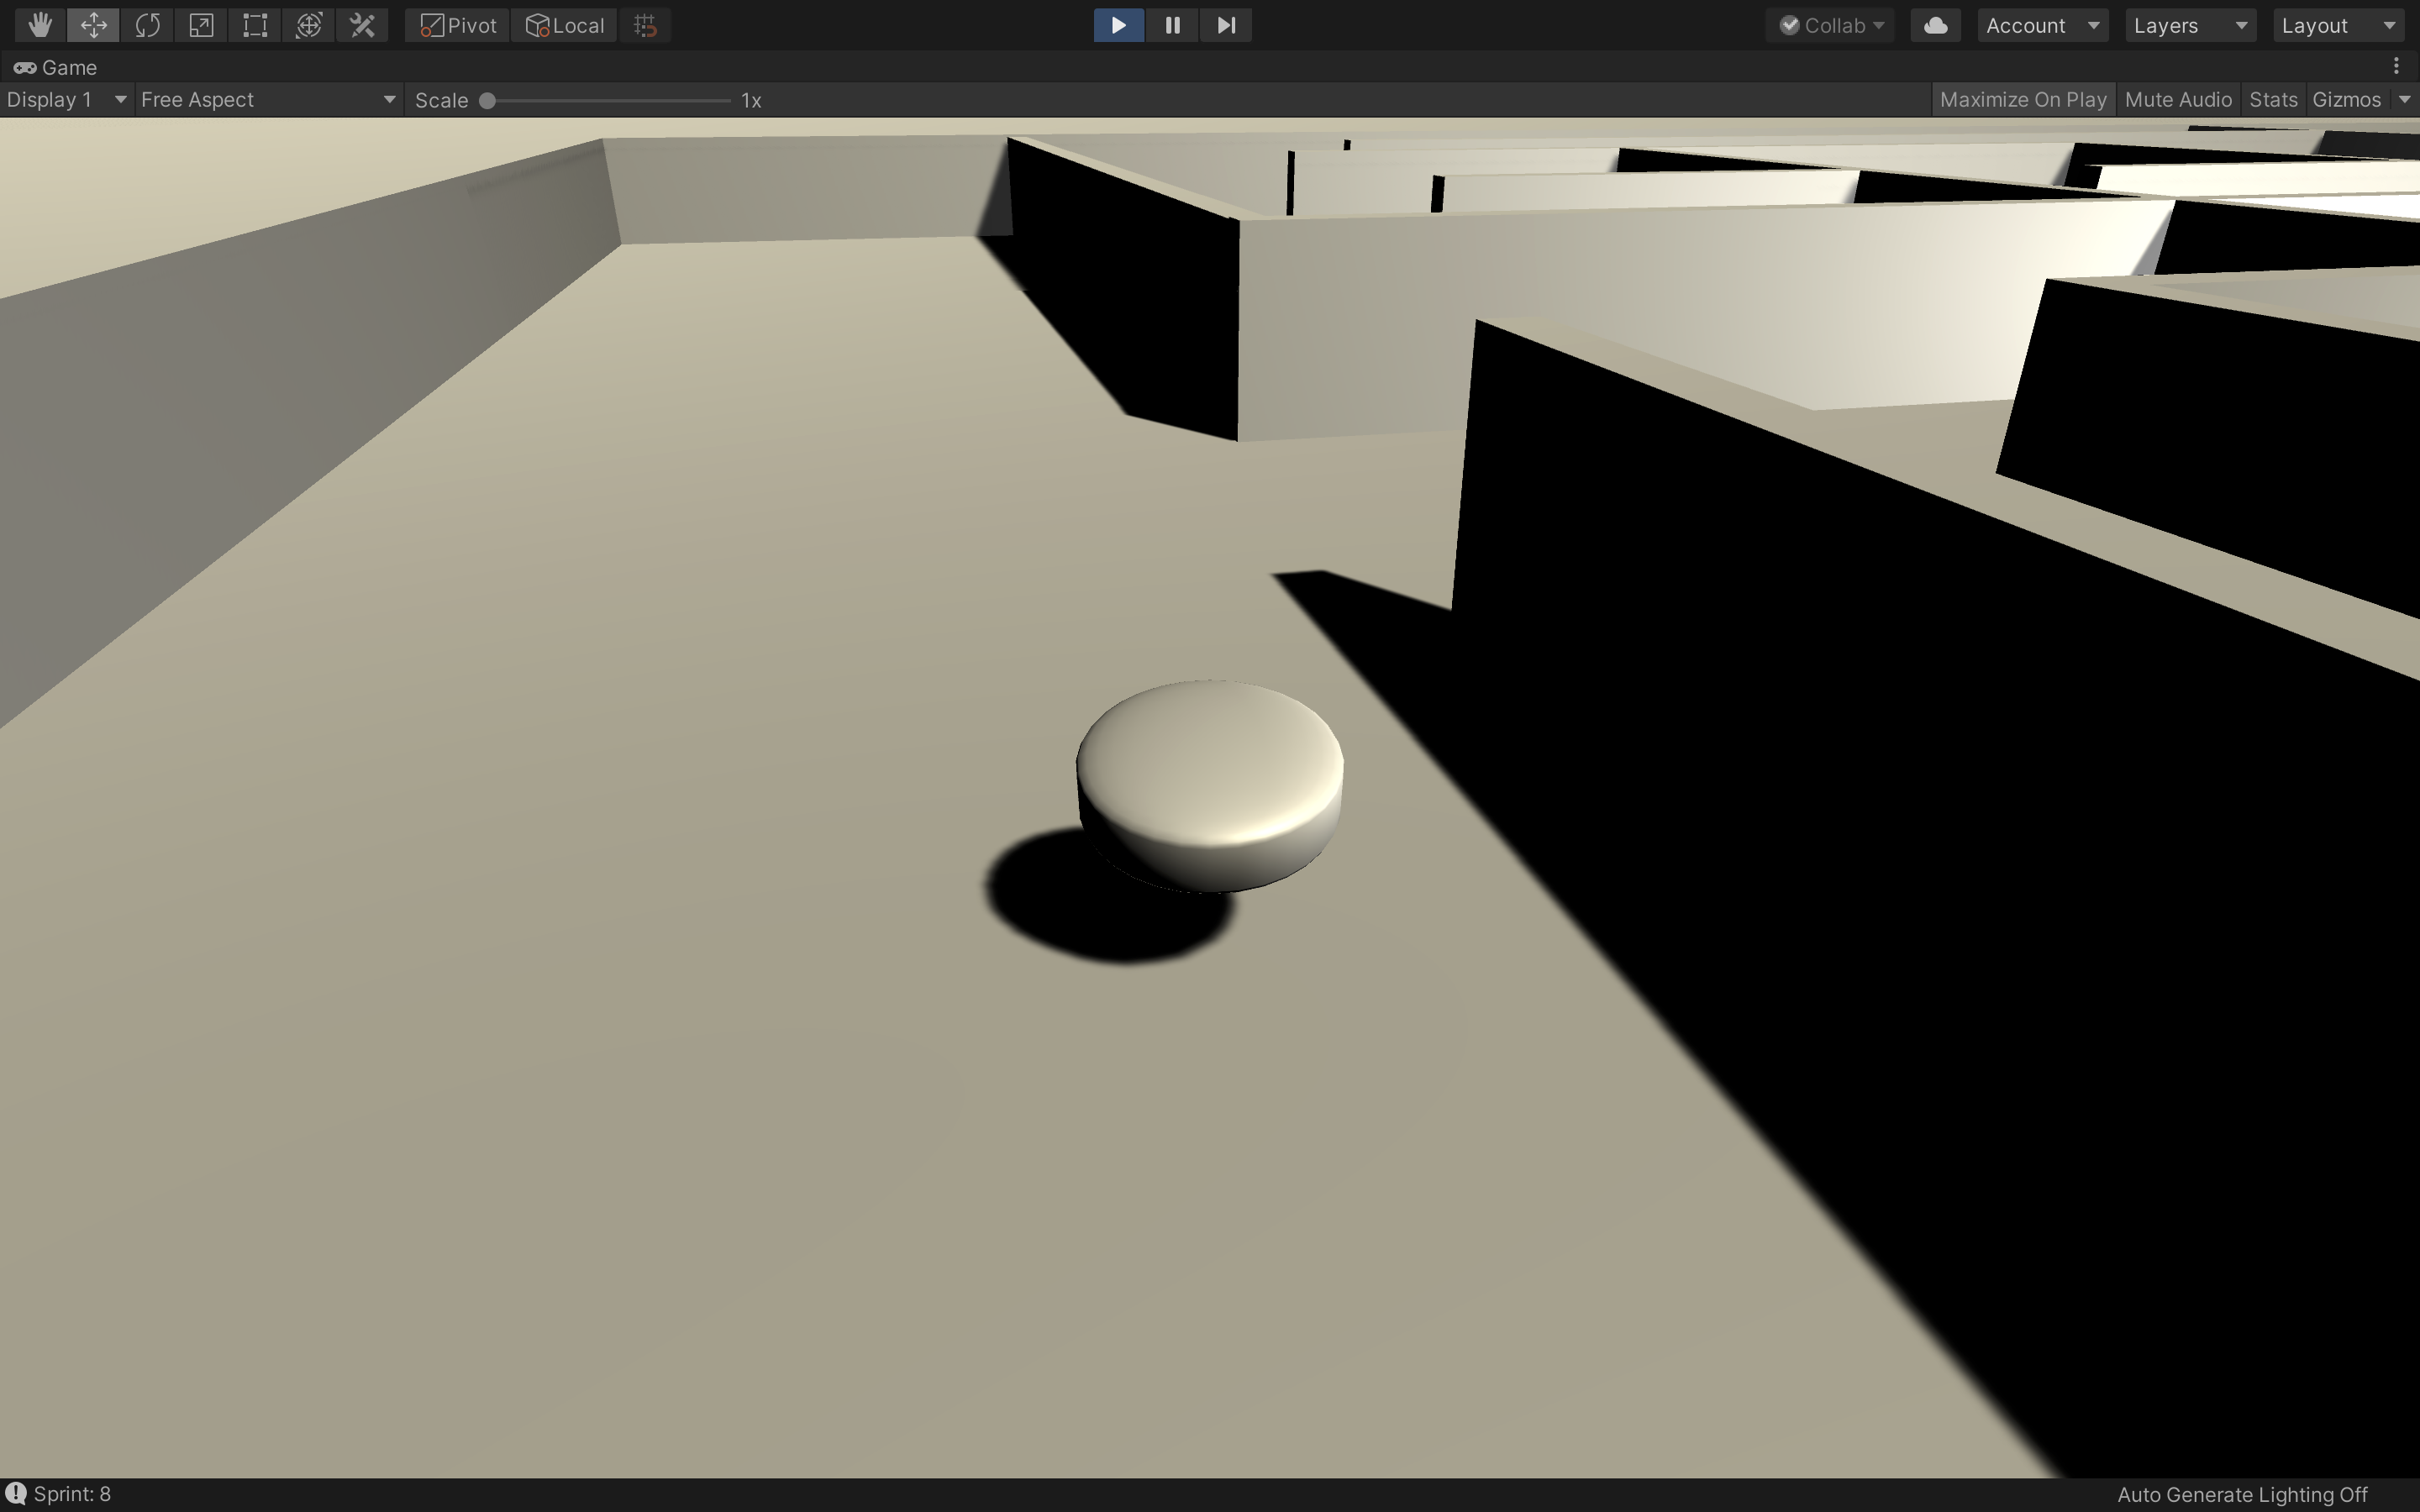 Pivot Local Collab Account Layers Layout
Game
Display 1 Free Aspect Scale 1x Maximize On Play Mute Audio Stats Gizmos
Sprint: 8 Auto Generate Lighting Off